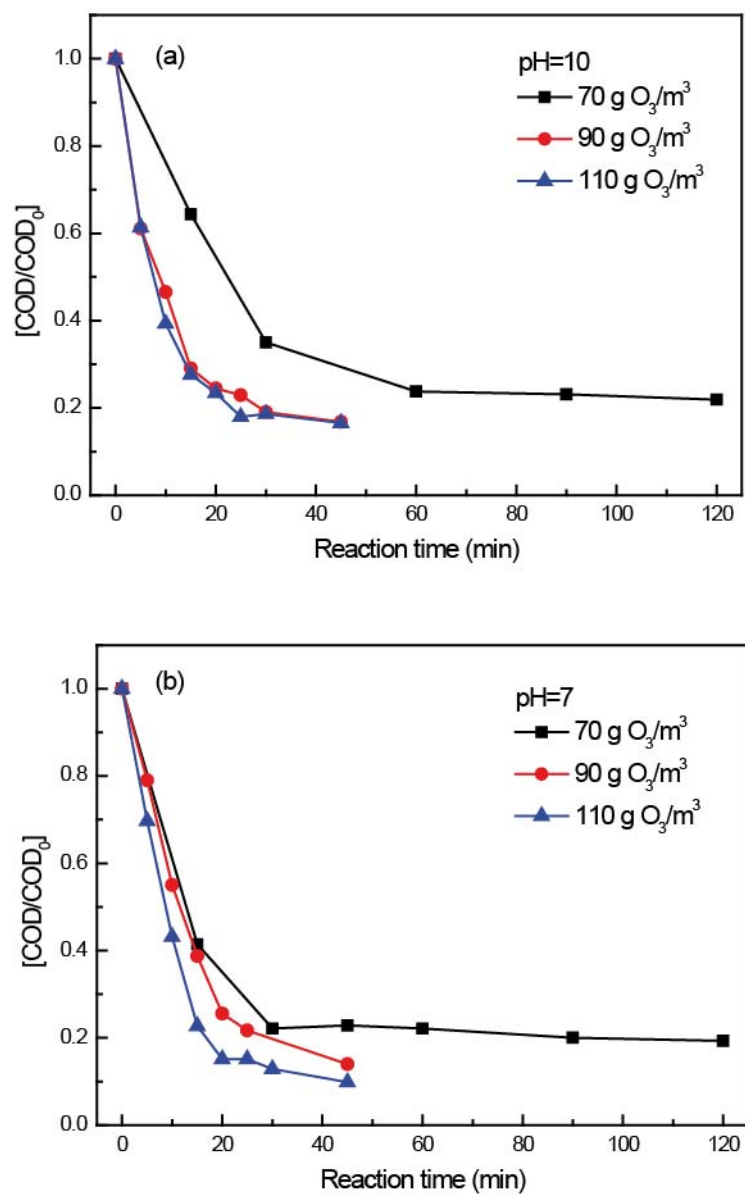 (a)
pH=10
70 g O₃/m³
90 g O₃/m³
110 g O₃/m³
1.0
0.8
0.6
0.4
0.2
0.0
[COD/COD₀]
0 20 40 60 80 100 120
Reaction time (min)
(b)
pH=7
70 g O₃/m³
90 g O₃/m³
110 g O₃/m³
1.0
0.8
0.6
0.4
0.2
0.0
[COD/COD₀]
0 20 40 60 80 100 120
Reaction time (min)